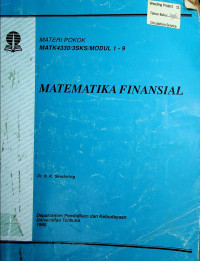 MATERI POKOK
MATK4330/3SKS/MODUL 1 - 9
MATEMATIKA FINANSIAL
Departemen Pendidikan dan Kebudayaan
Universitas Terbuka